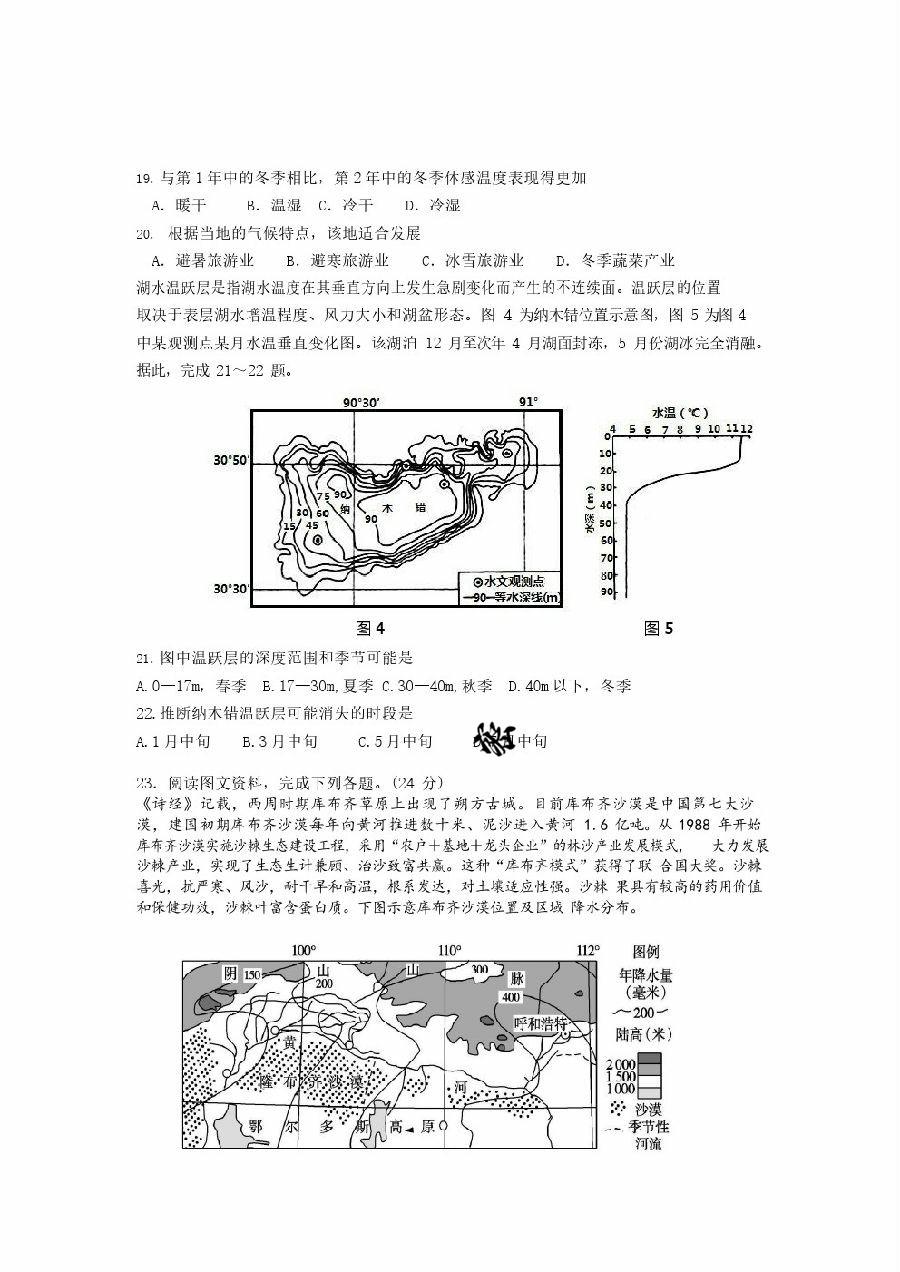 19. 与第 1 年中的冬季相比，第 2 年中的冬季体感温度表现得更加
A. 暖干 B. 温湿 C. 冷干 D. 冷湿
20. 根据当地的气候特点，该地适合发展
A. 避暑旅游业 B. 避寒旅游业 C. 冰雪旅游业 D. 冬季蔬菜产业
湖水温跃层是指湖水温度在其垂直方向上发生急剧变化而产生的不连续面。温跃层的位置
取决于表层湖水增温程度、风力大小和湖盆形态。图 4 为纳木错位置示意图，图 5 为图 4
中某观测点某月水温垂直变化图。该湖泊 12 月至次年 4 月湖面封冻，5 月份湖冰完全消融。
据此，完成 21～22 题。
90°30′ 91°
30°50′
75 90
30 60 纳 木 错
15 45 90
30°30′
水文观测点
90 等水深线(m)
图 4
水温（℃）
4 5 6 7 8 9 10 11 12
0
10
20
30
40
50
60
70
80
90
水深(m)
图 5
21. 图中温跃层的深度范围和季节可能是
A.0—17m，春季 B.17—30m,夏季 C.30—40m,秋季 D.40m 以下，冬季
22.推断纳木错温跃层可能消失的时段是
A.1 月中旬 B.3 月中旬 C.5 月中旬 月中旬
23. 阅读图文资料，完成下列各题。(24 分)
《诗经》记载，西周时期库布齐草原上出现了朔方古城。目前库布齐沙漠是中国第七大沙
漠，建国初期库布齐沙漠每年向黄河推进数十米、泥沙进入黄河 1.6 亿吨。从 1988 年开始
库布齐沙漠实施沙棘生态建设工程，采用“农户＋基地＋龙头企业”的林沙产业发展模式， 大力发展
沙棘产业，实现了生态生计兼顾、治沙致富共赢。这种“库布齐模式”获得了联 合国大奖。沙棘
喜光，抗严寒、风沙，耐干旱和高温，根系发达，对土壤适应性强。沙棘 果具有较高的药用价值
和保健功效，沙棘叶富含蛋白质。下图示意库布齐沙漠位置及区域 降水分布。
100° 110° 112°
阴 150 山 山 300 脉
200 400
呼和浩特
黄
隆 布 齐 沙 漠 河
鄂 尔 多 斯 高 原
图例
年降水量
（毫米）
200
陆高（米）
2 000
1 500
1 000
沙漠
季节性
河流